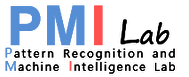 PMI Lab
Pattern Recognition and
Machine Intelligence Lab